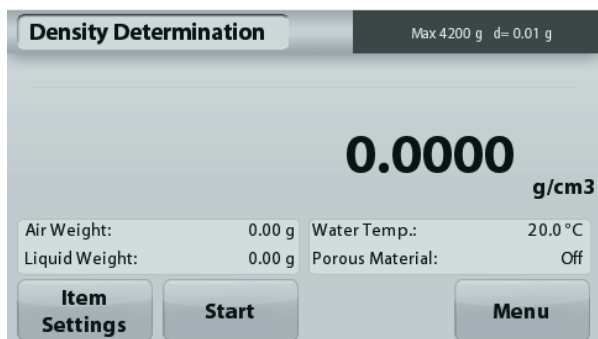 Density Determination
Max 4200 g d= 0.01 g
0.0000
g/cm3
Air Weight: 0.00 g Water Temp.: 20.0 °C
Liquid Weight: 0.00 g Porous Material: Off
Item
Settings
Start
Menu